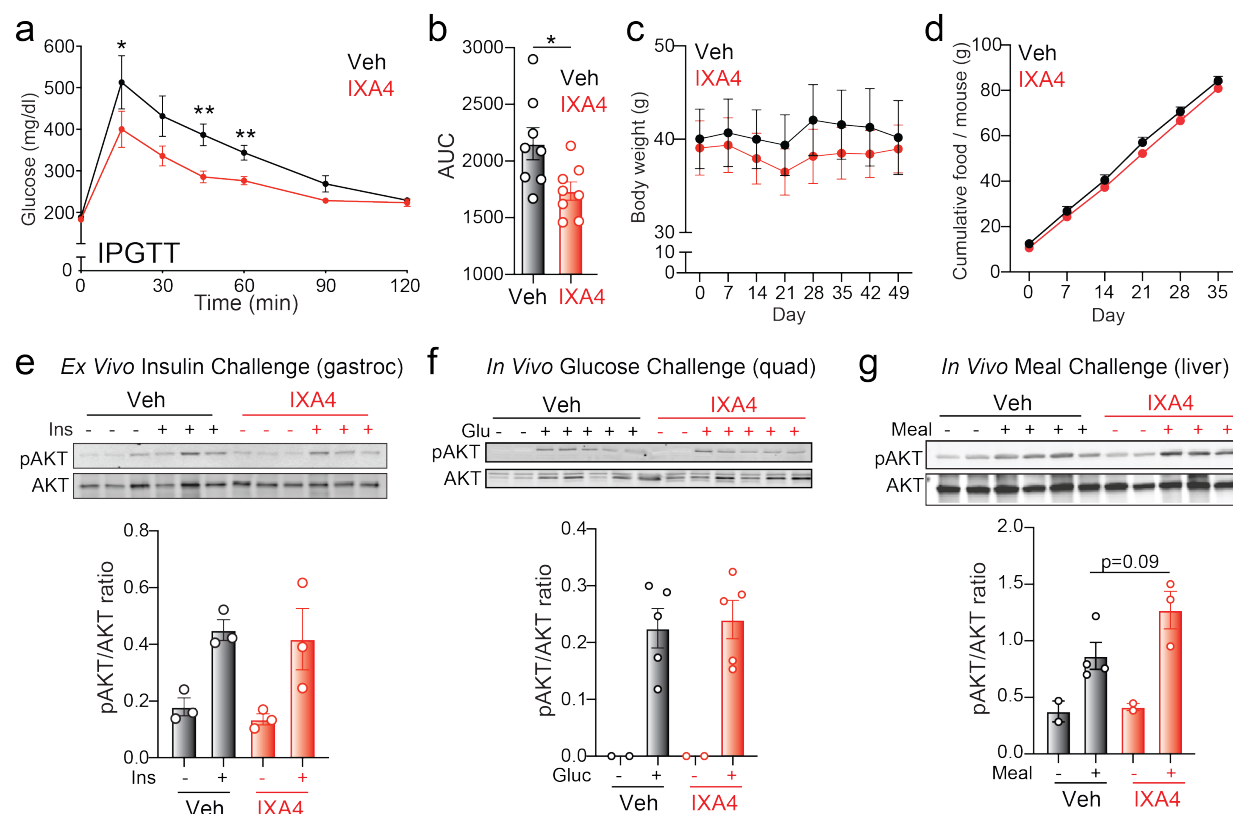 a
Glucose (mg/dl)
600
500
400
300
200
0
*
**
**
Veh
IXA4
IPGTT
0 30 60 90 120
Time (min)
b
AUC
3000
2500
2000
1500
1000
*
Veh
IXA4
Veh IXA4
c
Body weight (g)
50
40
30
10
0
Veh
IXA4
0 7 14 21 28 35 42 49
Day
d
Cumulative food / mouse (g)
100
80
60
40
20
0
Veh
IXA4
0 7 14 21 28 35
Day
e
Ex Vivo Insulin Challenge (gastroc)
Veh IXA4
Ins - - - + + + - - - + + +
pAKT
AKT
pAKT/AKT ratio
0.8
0.6
0.4
0.2
0.0
Ins - + - +
Veh IXA4
f
In Vivo Glucose Challenge (quad)
Veh IXA4
Glu - - + + + + + - - + + + + +
pAKT
AKT
pAKT/AKT ratio
0.4
0.3
0.2
0.1
0.0
Gluc - + - +
Veh IXA4
g
In Vivo Meal Challenge (liver)
Veh IXA4
Meal - - + + + + - - + + +
pAKT
AKT
pAKT/AKT ratio
2.0
1.5
1.0
0.5
0.0
p=0.09
Meal - + - +
Veh IXA4